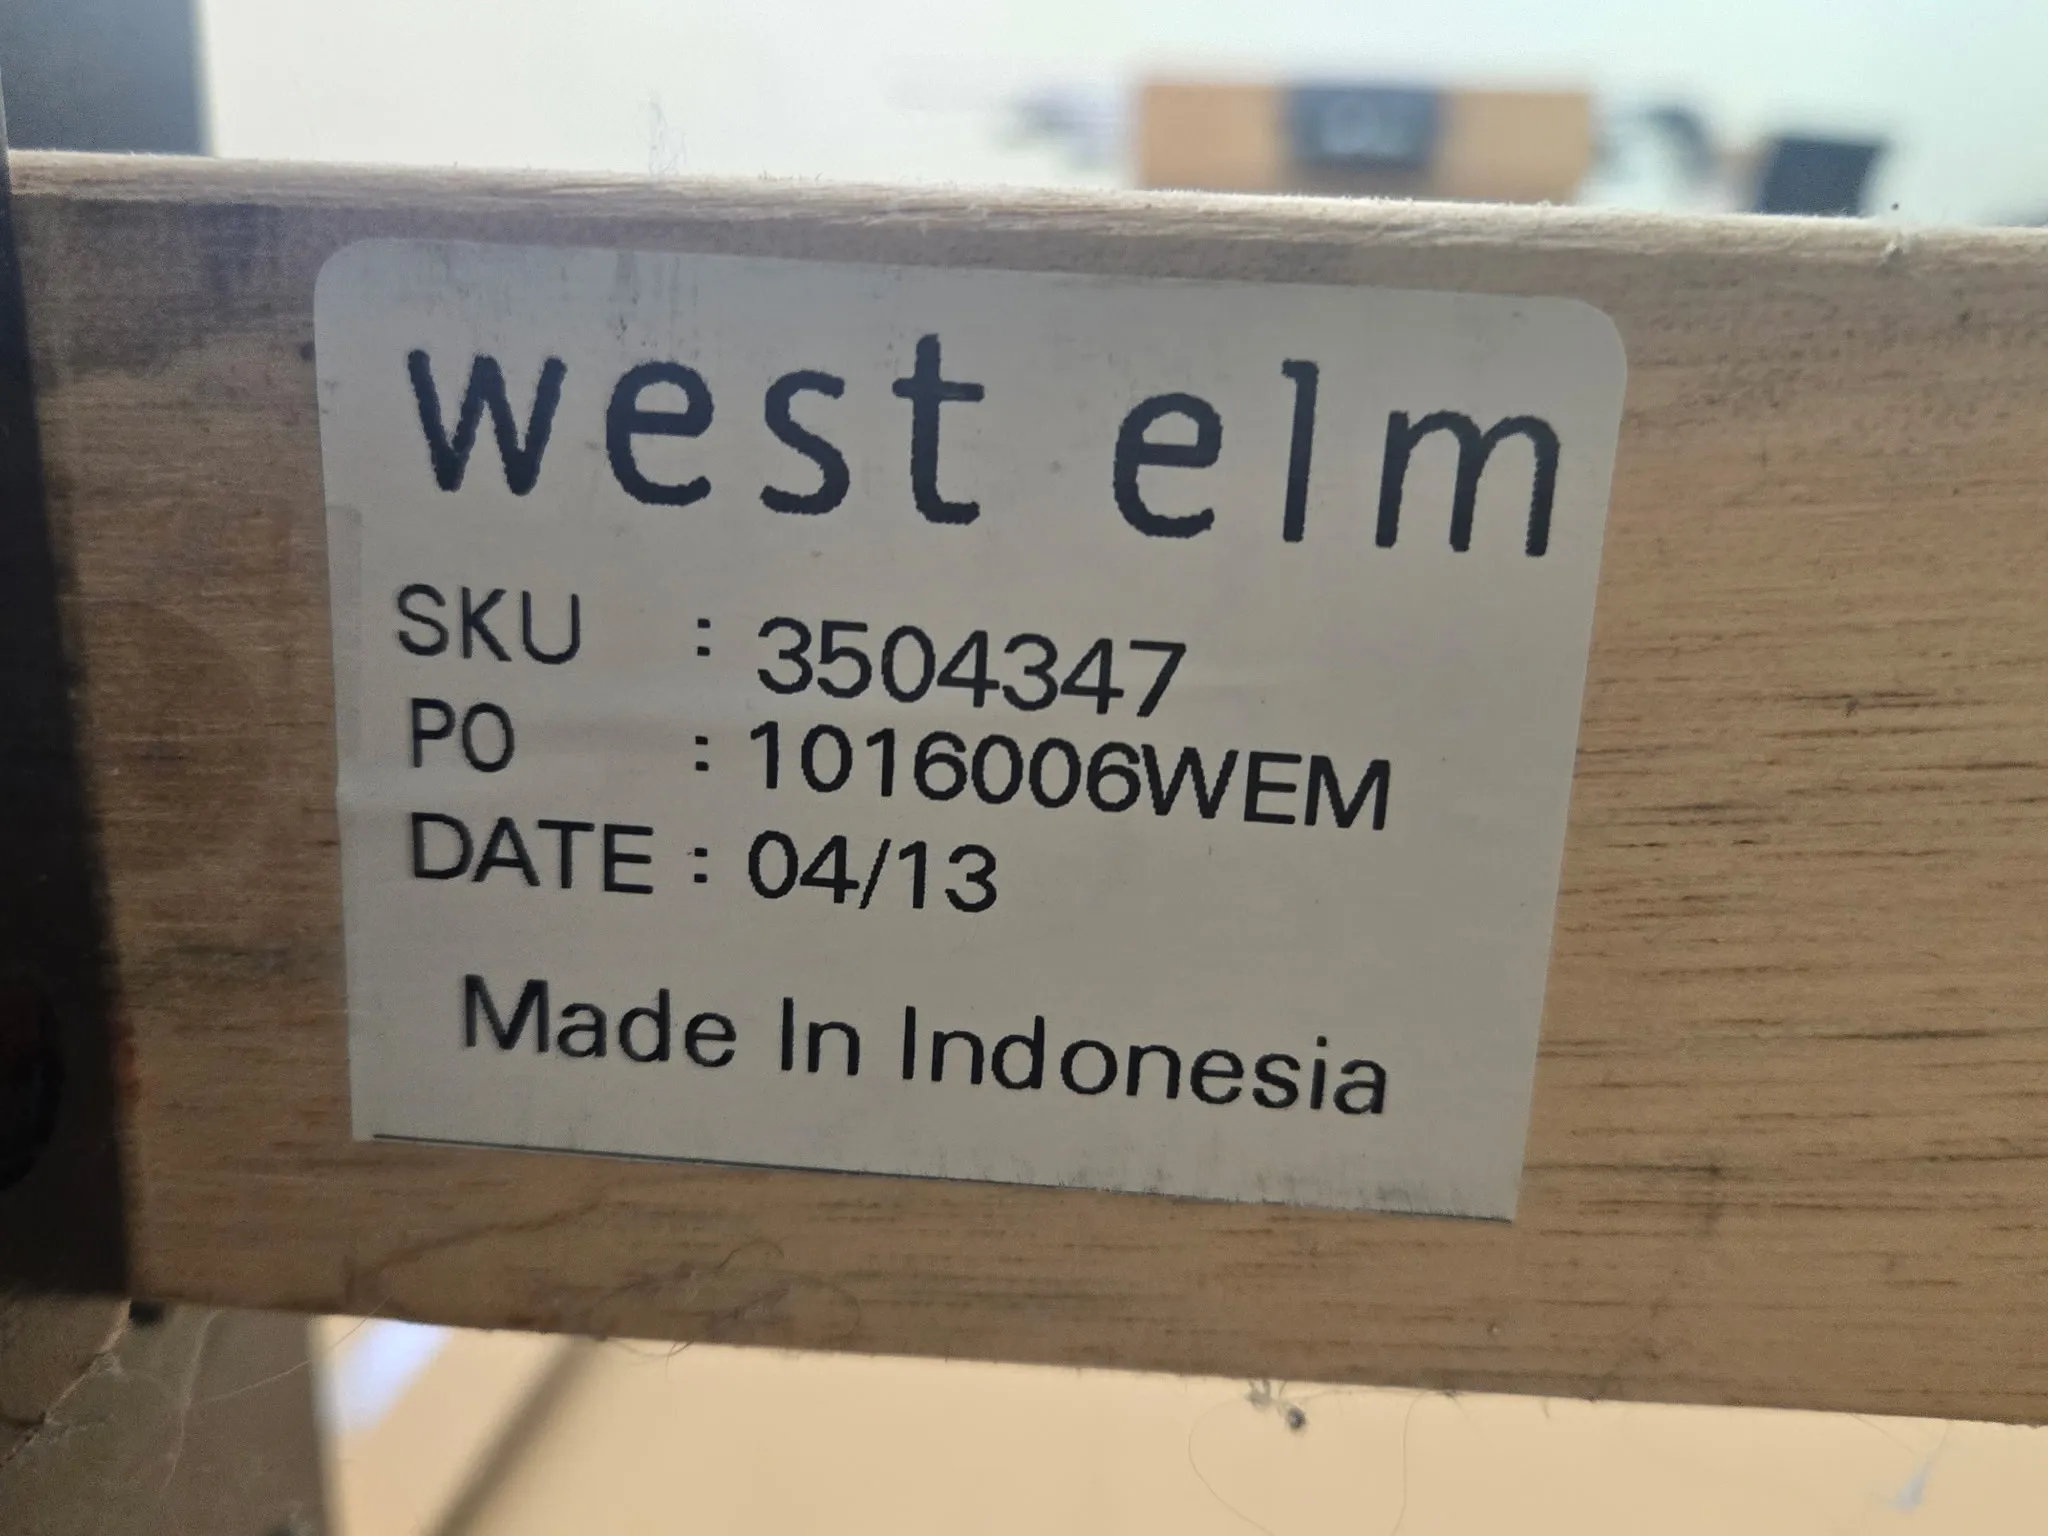 west elm
SKU : 3504347
PO : 1016006WEM
DATE : 04/13
Made In Indonesia